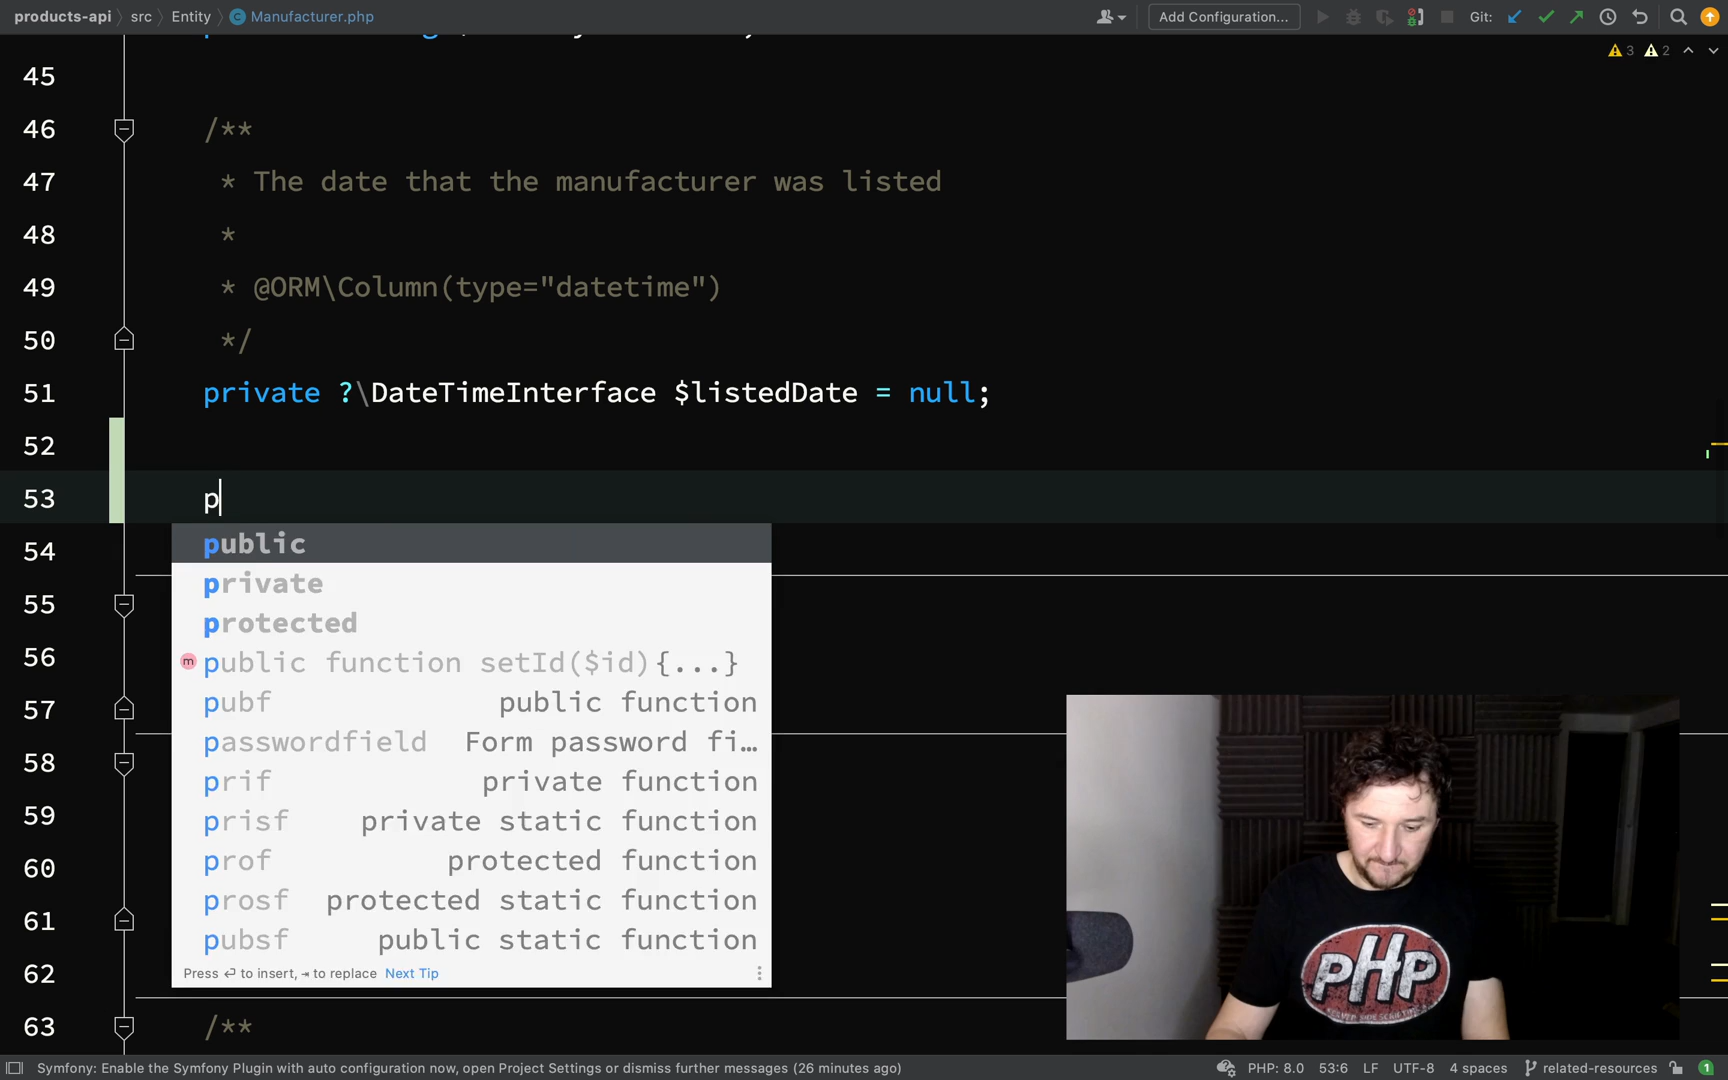 products-api src Entity Manufacturer.php Add Configuration... Git:
3 2
45
46 /**
47 * The date that the manufacturer was listed
48 *
49 * @ORM\Column(type="datetime")
50 */
51 private ?\DateTimeInterface $listedDate = null;
52
53 p
54 public
private
55
protected
56 m public function setId($id){...}
57 pubf public function
passwordfield Form password fi...
58 prif private function
59 prisf private static function
60 prof protected function
61 prosf protected static function
pubsf public static function
62 Press ↵ to insert, ⇥ to replace Next Tip
63 /**
PHP
Symfony: Enable the Symfony Plugin with auto configuration now, open Project Settings or dismiss further messages (26 minutes ago) PHP: 8.0 53:6 LF UTF-8 4 spaces related-resources 1